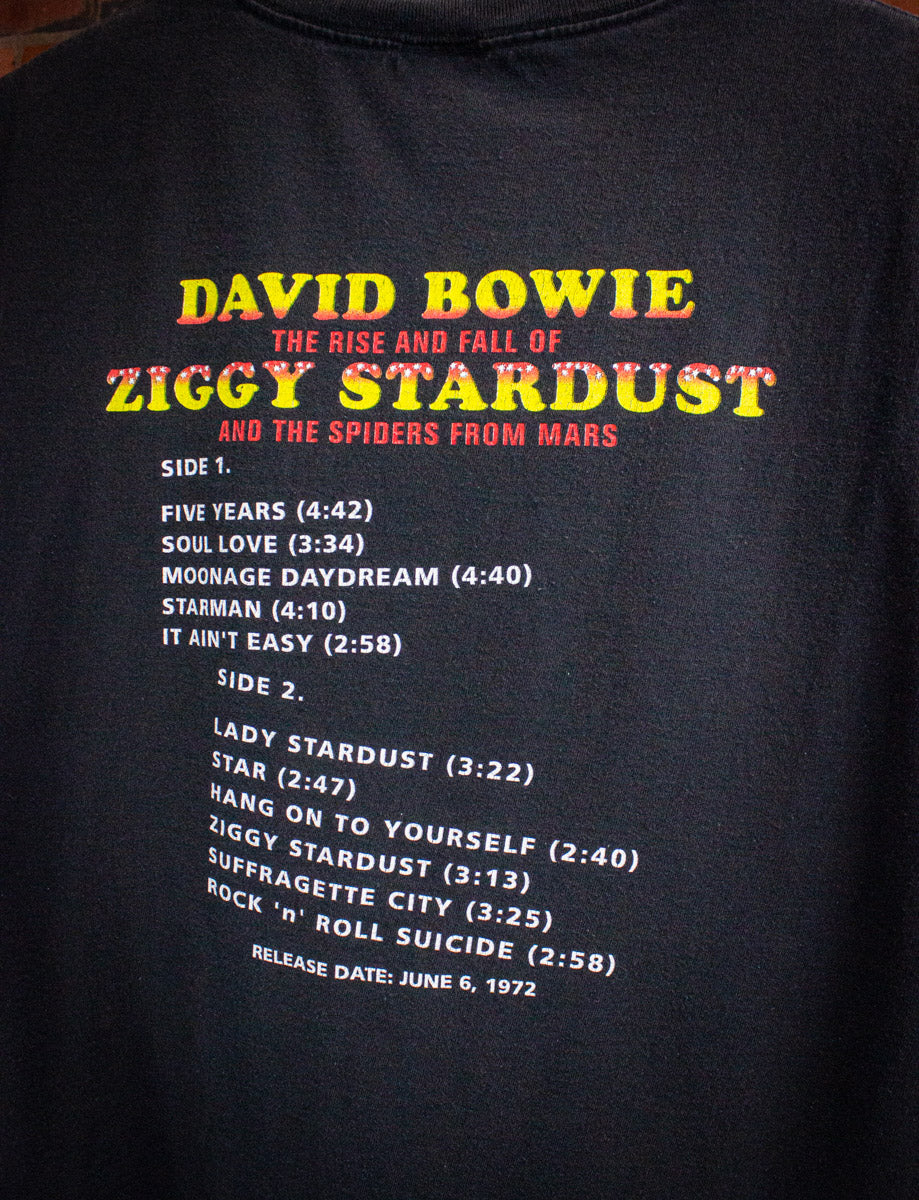 DAVID BOWIE
THE RISE AND FALL OF
ZIGGY STARDUST
AND THE SPIDERS FROM MARS
SIDE 1.
FIVE YEARS (4:42)
SOUL LOVE (3:34)
MOONAGE DAYDREAM (4:40)
STARMAN (4:10)
IT AIN'T EASY (2:58)
SIDE 2.
LADY STARDUST (3:22)
STAR (2:47)
HANG ON TO YOURSELF (2:40)
ZIGGY STARDUST (3:13)
SUFFRAGETTE CITY (3:25)
ROCK 'n' ROLL SUICIDE (2:58)
RELEASE DATE: JUNE 6, 1972